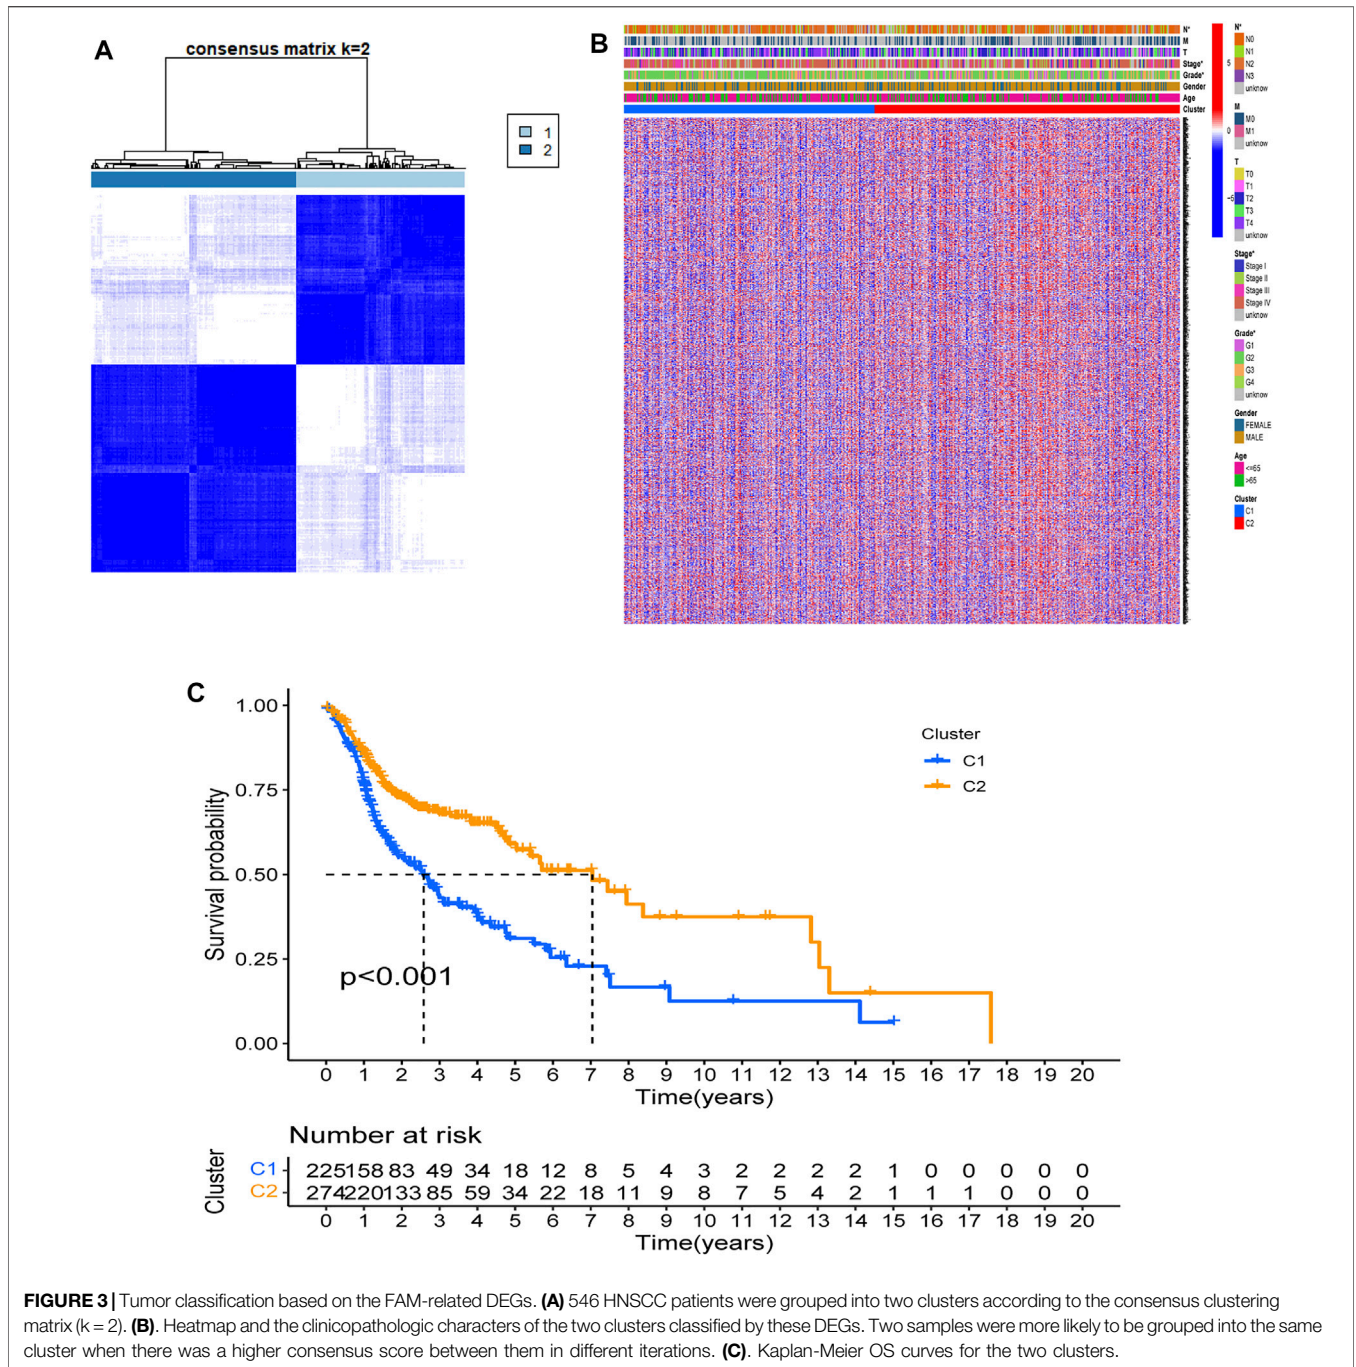 A
consensus matrix k=2
1
2
B
N*
M
T
Stage*
Grade*
Gender
Age
Cluster
5
0
N*
N0
N1
N2
N3
unknow
M
M0
M1
unknow
T
T0
T1
T2
T3
T4
unknow
Stage*
Stage I
Stage II
Stage III
Stage IV
unknow
Grade*
G1
G2
G3
G4
unknow
Gender
FEMALE
MALE
Age
<=65
>65
Cluster
C1
C2
C
Survival probability
1.00
0.75
0.50
0.25
0.00
Cluster
C1
C2
p<0.001
0 1 2 3 4 5 6 7 8 9 10 11 12 13 14 15 16 17 18 19 20
Time(years)
Number at risk
Cluster
C1 225 158 83 49 34 18 12 8 5 4 3 2 2 2 2 1 0 0 0 0 0
C2 274 220 133 85 59 34 22 18 11 9 8 7 5 4 2 1 1 1 0 0 0
0 1 2 3 4 5 6 7 8 9 10 11 12 13 14 15 16 17 18 19 20
Time(years)
FIGURE 3 | Tumor classification based on the FAM-related DEGs. (A) 546 HNSCC patients were grouped into two clusters according to the consensus clustering
matrix (k = 2). (B). Heatmap and the clinicopathologic characters of the two clusters classified by these DEGs. Two samples were more likely to be grouped into the same
cluster when there was a higher consensus score between them in different iterations. (C). Kaplan-Meier OS curves for the two clusters.